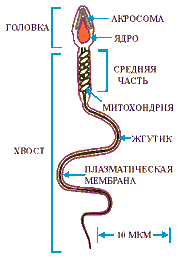 АКРОСОМА
ГОЛОВКА
ЯДРО
СРЕДНЯЯ
ЧАСТЬ
МИТОХОНДРИЯ
ЖГУТИК
ХВОСТ
ПЛАЗМАТИЧЕСКАЯ
МЕМБРАНА
10 МКМ